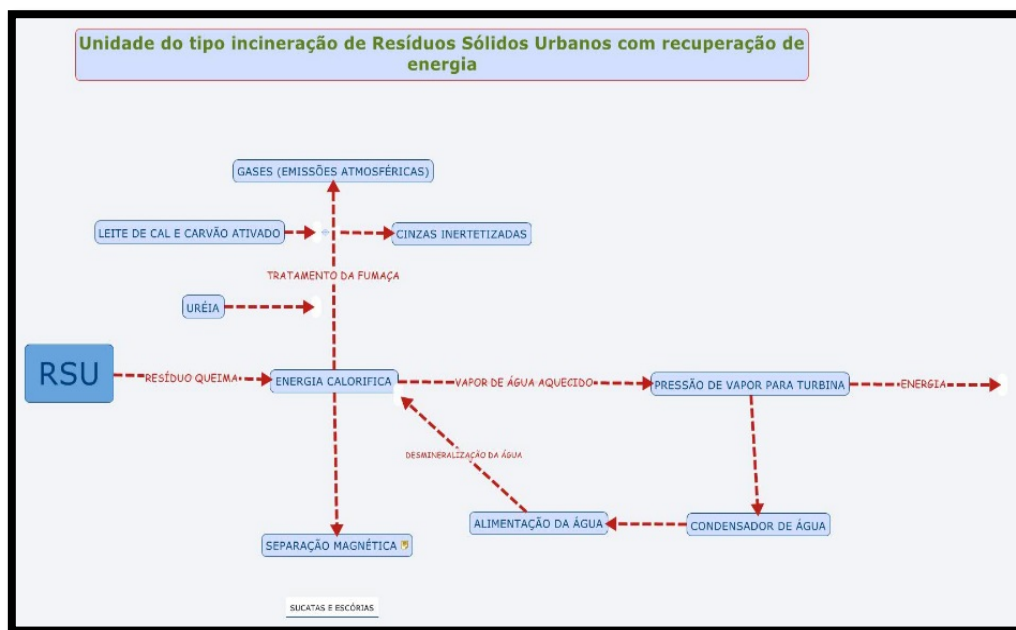 Unidade do tipo incineração de Resíduos Sólidos Urbanos com recuperação de
energia
GASES (EMISSÕES ATMOSFÉRICAS)
LEITE DE CAL E CARVÃO ATIVADO
CINZAS INERTETIZADAS
TRATAMENTO DA FUMAÇA
URÉIA
RSU
RESÍDUO QUEIMA
ENERGIA CALORIFICA
VAPOR DE ÁGUA AQUECIDO
PRESSÃO DE VAPOR PARA TURBINA
ENERGIA
DESMINERALIZAÇÃO DA ÁGUA
ALIMENTAÇÃO DA ÁGUA
CONDENSADOR DE ÁGUA
SEPARAÇÃO MAGNÉTICA
SUCATAS E ESCÓRIAS